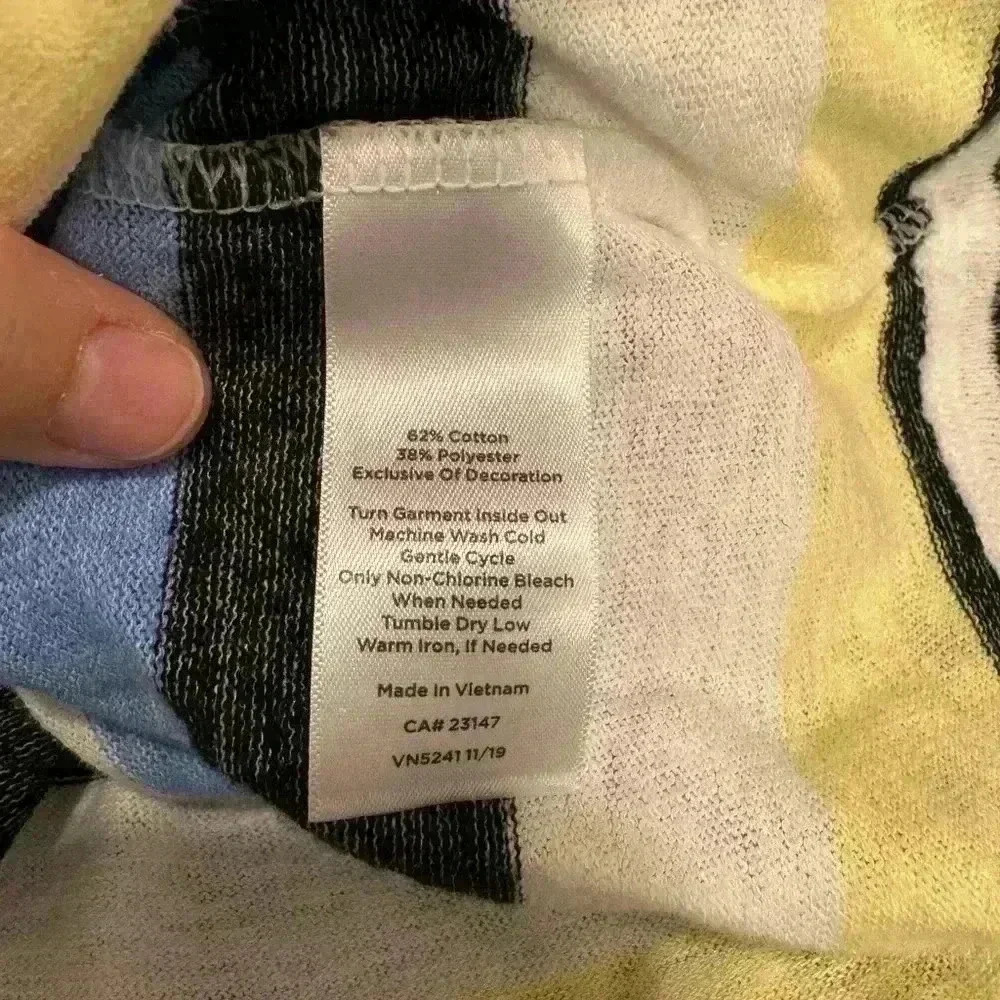 62% Cotton
38% Polyester
Exclusive Of Decoration
Turn Garment Inside Out
Machine Wash Cold
Gentle Cycle
Only Non-Chlorine Bleach
When Needed
Tumble Dry Low
Warm Iron, If Needed
Made In Vietnam
CA# 23147
VN5241 11/19